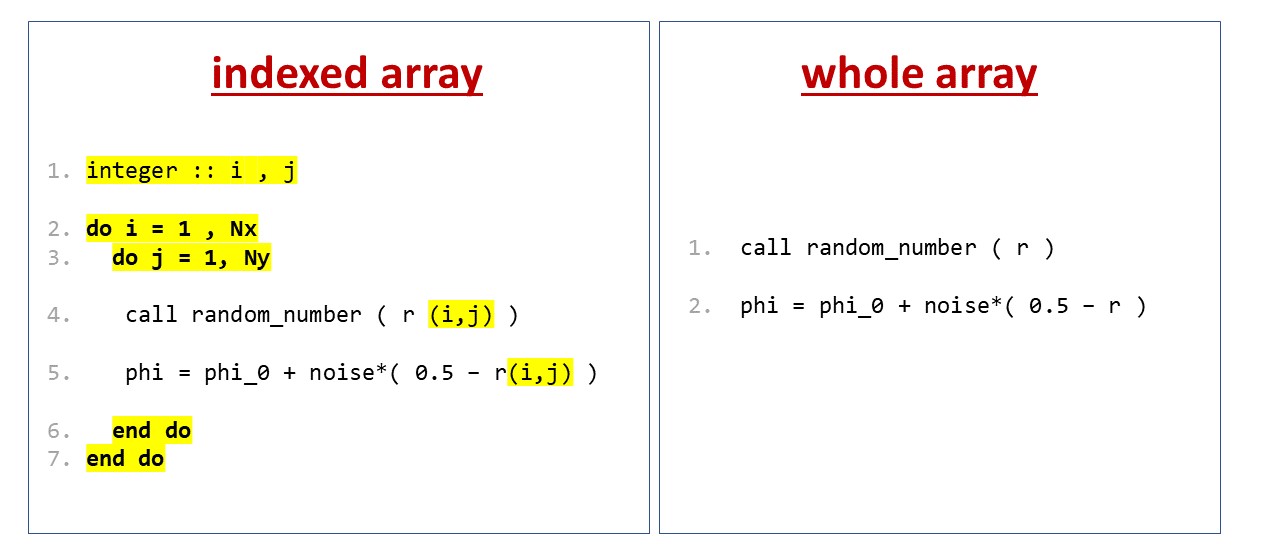 indexed array
1. integer :: i , j
2. do i = 1 , Nx
3. do j = 1, Ny
4. call random_number ( r (i,j) )
5. phi = phi_0 + noise*( 0.5 – r(i,j) )
6. end do
7. end do
whole array
1. call random_number ( r )
2. phi = phi_0 + noise*( 0.5 – r )